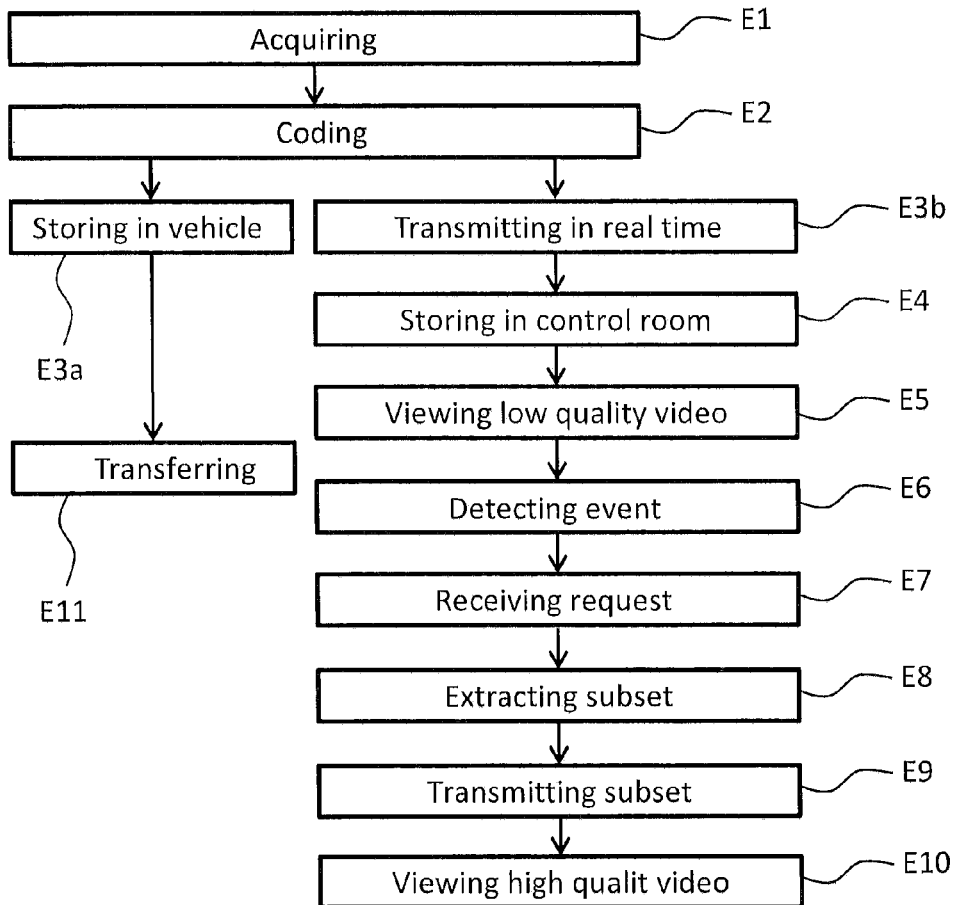 Acquiring
E1
Coding
E2
Storing in vehicle
E3a
Transmitting in real time
E3b
Storing in control room
E4
Viewing low quality video
E5
Transferring
E11
Detecting event
E6
Receiving request
E7
Extracting subset
E8
Transmitting subset
E9
Viewing high qualit video
E10